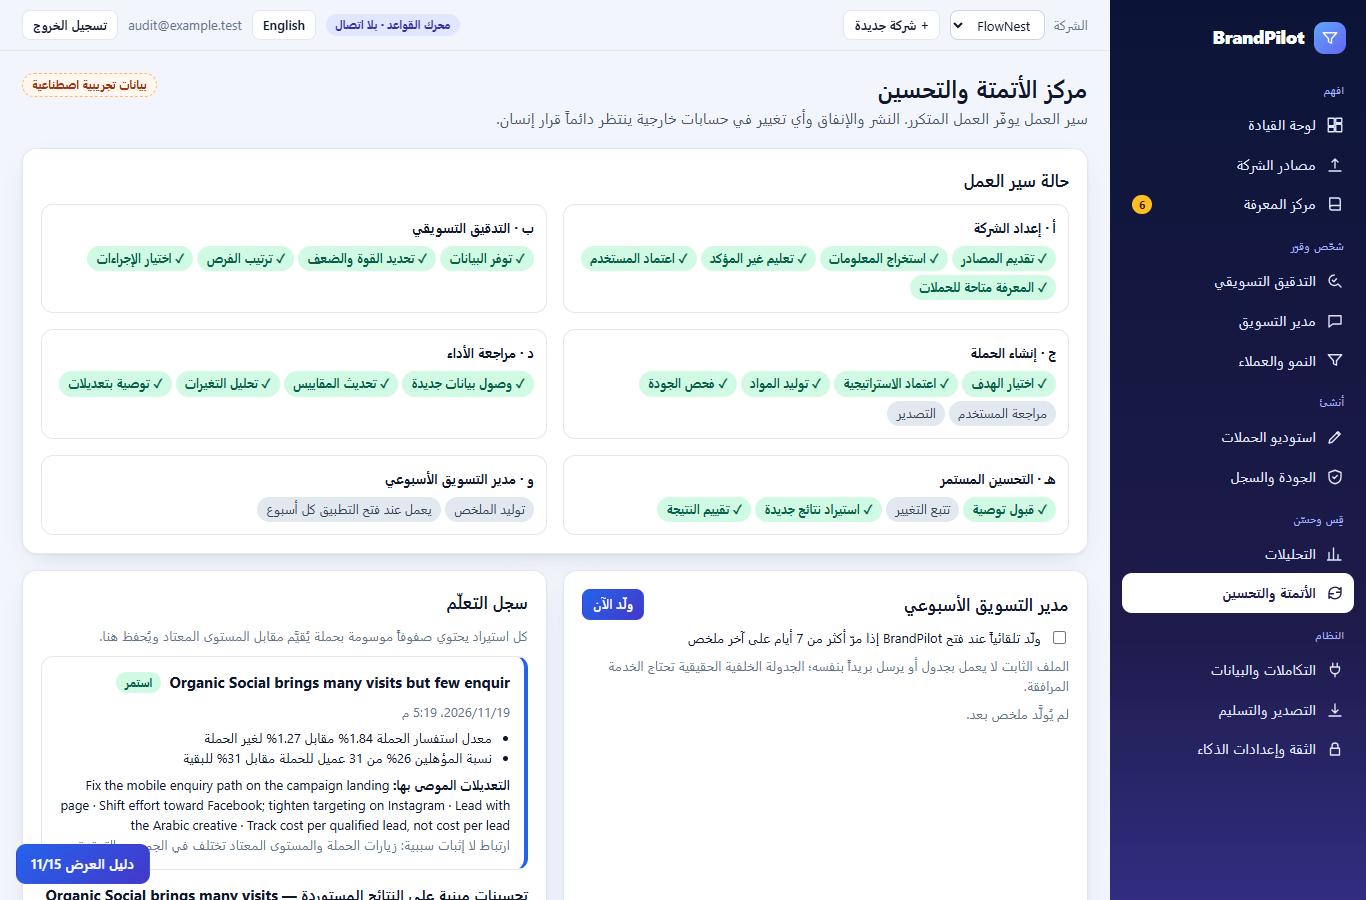 BrandPilot
افهم
لوحة القيادة
مصادر الشركة
مركز المعرفة
6
شخّص وقرّر
التدقيق التسويقي
مدير التسويق
النمو والعملاء
أنشئ
استوديو الحملات
الجودة والسجل
قِس وحسّن
التحليلات
الأتمتة والتحسين
النظام
التكاملات والبيانات
التصدير والتسليم
الثقة وإعدادات الذكاء
الشركة
FlowNest
+ شركة جديدة
محرك القواعد · بلا اتصال
English
audit@example.test
تسجيل الخروج
مركز الأتمتة والتحسين
بيانات تجريبية اصطناعية
سير العمل يوفّر العمل المتكرر. النشر والإنفاق وأي تغيير في حسابات خارجية ينتظر دائماً قرار إنسان.
حالة سير العمل
أ · إعداد الشركة
✓ تقديم المصادر ✓ استخراج المعلومات ✓ تعليم غير المؤكد ✓ اعتماد المستخدم
✓ المعرفة متاحة للحملات
ب · التدقيق التسويقي
✓ توفر البيانات ✓ تحديد القوة والضعف ✓ ترتيب الفرص ✓ اختيار الإجراءات
ج · إنشاء الحملة
✓ اختيار الهدف ✓ اعتماد الاستراتيجية ✓ توليد المواد ✓ فحص الجودة
مراجعة المستخدم التصدير
د · مراجعة الأداء
✓ وصول بيانات جديدة ✓ تحديث المقاييس ✓ تحليل التغيرات ✓ توصية بتعديلات
هـ · التحسين المستمر
✓ قبول توصية تتبع التغيير ✓ استيراد نتائج جديدة ✓ تقييم النتيجة
و · مدير التسويق الأسبوعي
توليد الملخص يعمل عند فتح التطبيق كل أسبوع
مدير التسويق الأسبوعي
ولّد الآن
ولّد تلقائياً عند فتح BrandPilot إذا مرّ أكثر من 7 أيام على آخر ملخص
الملف الثابت لا يعمل بجدول أو يرسل بريداً بنفسه؛ الجدولة الخلفية الحقيقية تحتاج الخدمة
المرافقة.
لم يُولَّد ملخص بعد.
سجل التعلّم
كل استيراد يحتوي صفوفاً موسومة بحملة يُقيَّم مقابل المستوى المعتاد ويُحفظ هنا.
Organic Social brings many visits but few enquir
استمر
2026/11/19، 5:19 م
معدل استفسار الحملة 1.84% مقابل 1.27% لغير الحملة
نسبة المؤهلين 26% من 31 عميل للحملة مقابل 31% للبقية
التعديلات الموصى بها: Fix the mobile enquiry path on the campaign landing
page · Shift effort toward Facebook; tighten targeting on Instagram · Lead with
the Arabic creative · Track cost per qualified lead, not cost per lead
ارتباط لا إثبات سببية: زيارات الحملة والمستوى المعتاد تختلف في
تحسينات مبنية على النتائج المستوردة — Organic Social brings many visits
دليل العرض 11/15